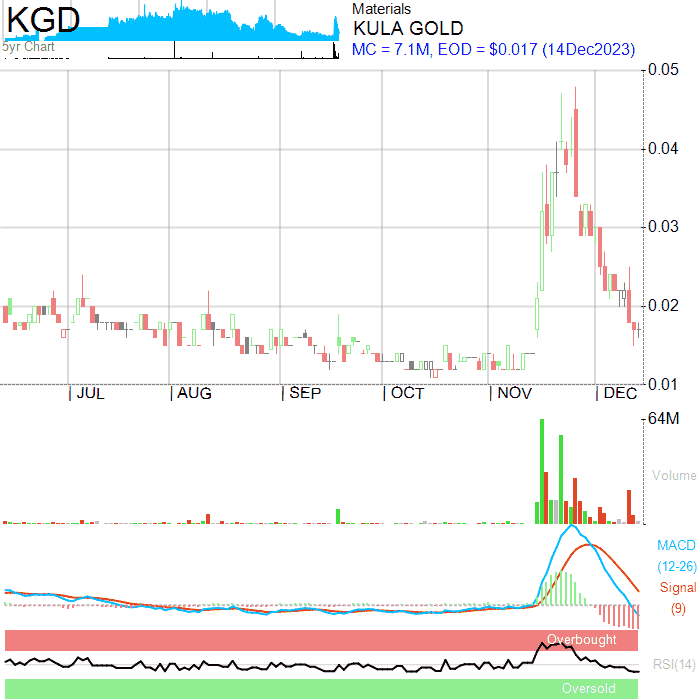 KGD
5yr Chart
Materials
KULA GOLD
MC = 7.1M, EOD = $0.017 (14Dec2023)
0.05
0.04
0.03
0.02
0.01
JUL AUG SEP OCT NOV DEC
64M
Volume
MACD
(12-26)
Signal
(9)
Overbought
RSI(14)
Oversold